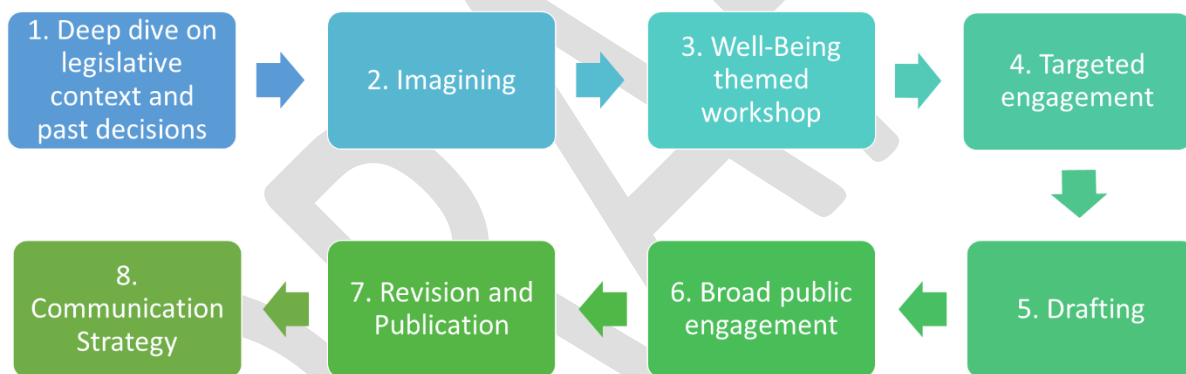 1. Deep dive on
legislative
context and
past decisions
2. Imagining
3. Well-Being
themed
workshop
4. Targeted
engagement
5. Drafting
6. Broad public
engagement
7. Revision and
Publication
8.
Communication
Strategy